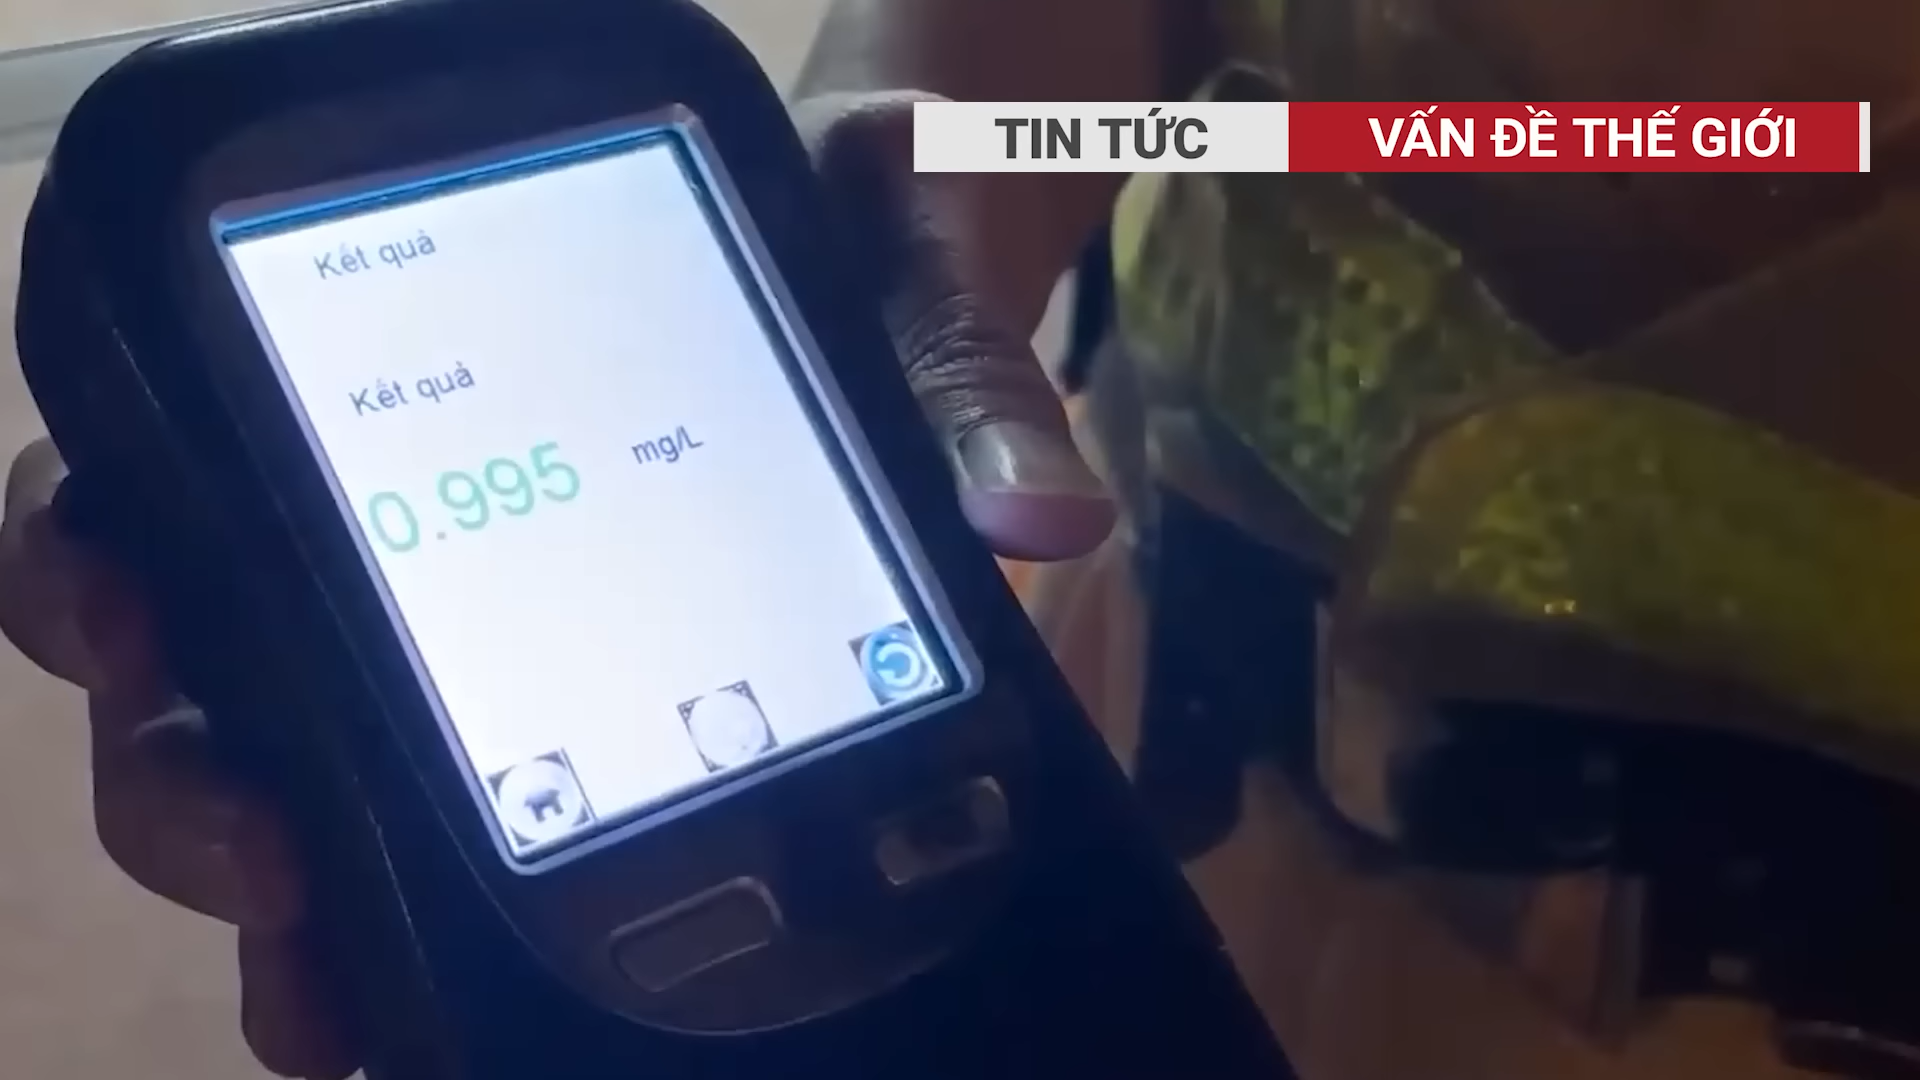 TIN TỨC VẤN ĐỀ THẾ GIỚI
Kết quả
Kết quả
0.995 mg/L